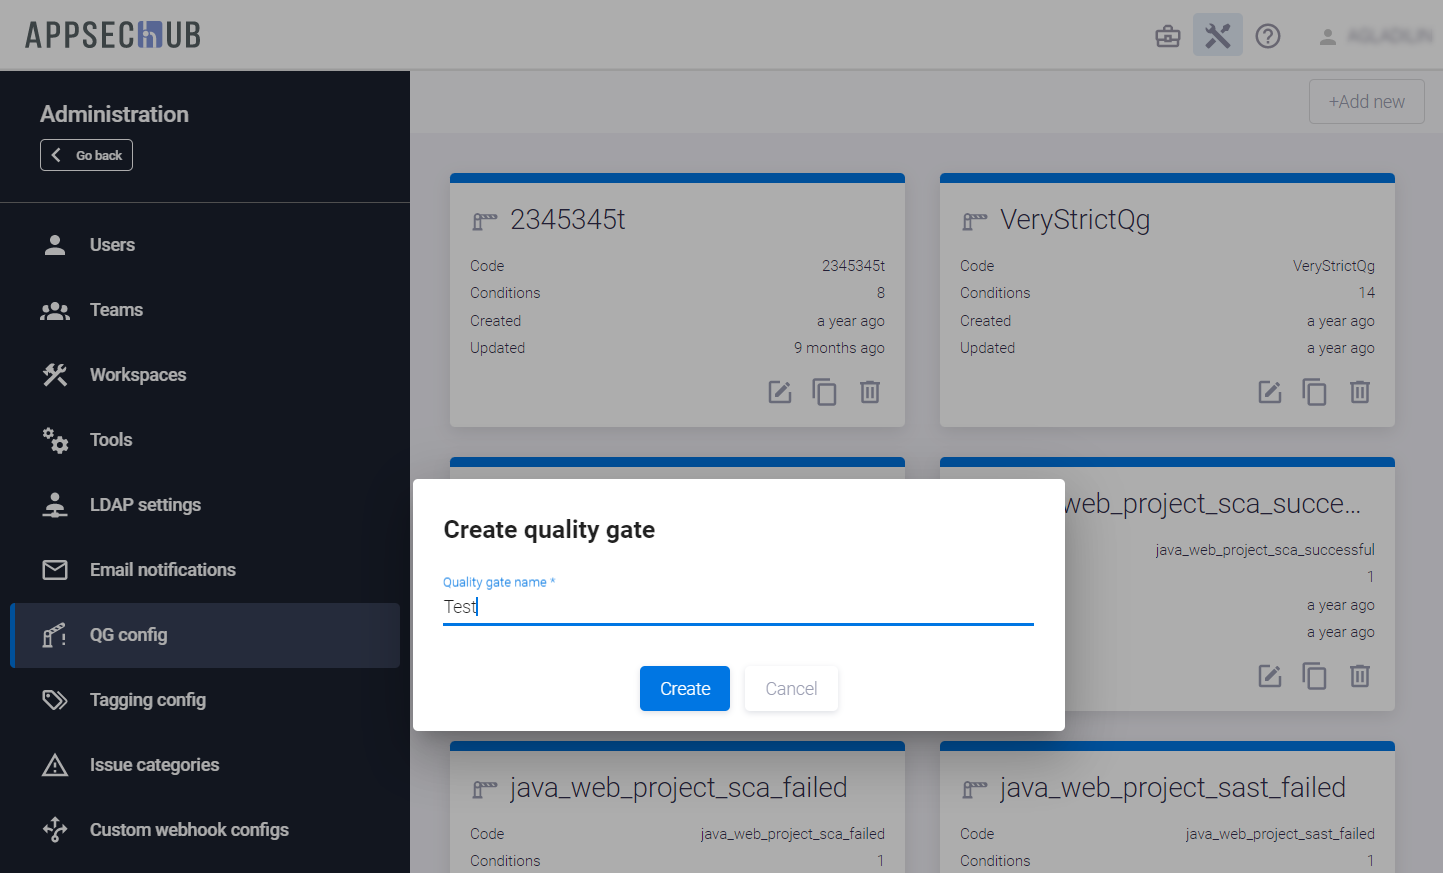 APPSECHUB
Administration
Go back
Users
Teams
Workspaces
Tools
LDAP settings
Email notifications
QG config
Tagging config
Issue categories
Custom webhook configs
+Add new
2345345t
Code 2345345t
Conditions 8
Created a year ago
Updated 9 months ago
VeryStrictQg
Code VeryStrictQg
Conditions 14
Created a year ago
Updated a year ago
web_project_sca_succe...
java_web_project_sca_successful
1
a year ago
a year ago
Create quality gate
Quality gate name *
Test
Create
Cancel
java_web_project_sca_failed
Code java_web_project_sca_failed
Conditions 1
java_web_project_sast_failed
Code java_web_project_sast_failed
Conditions 1